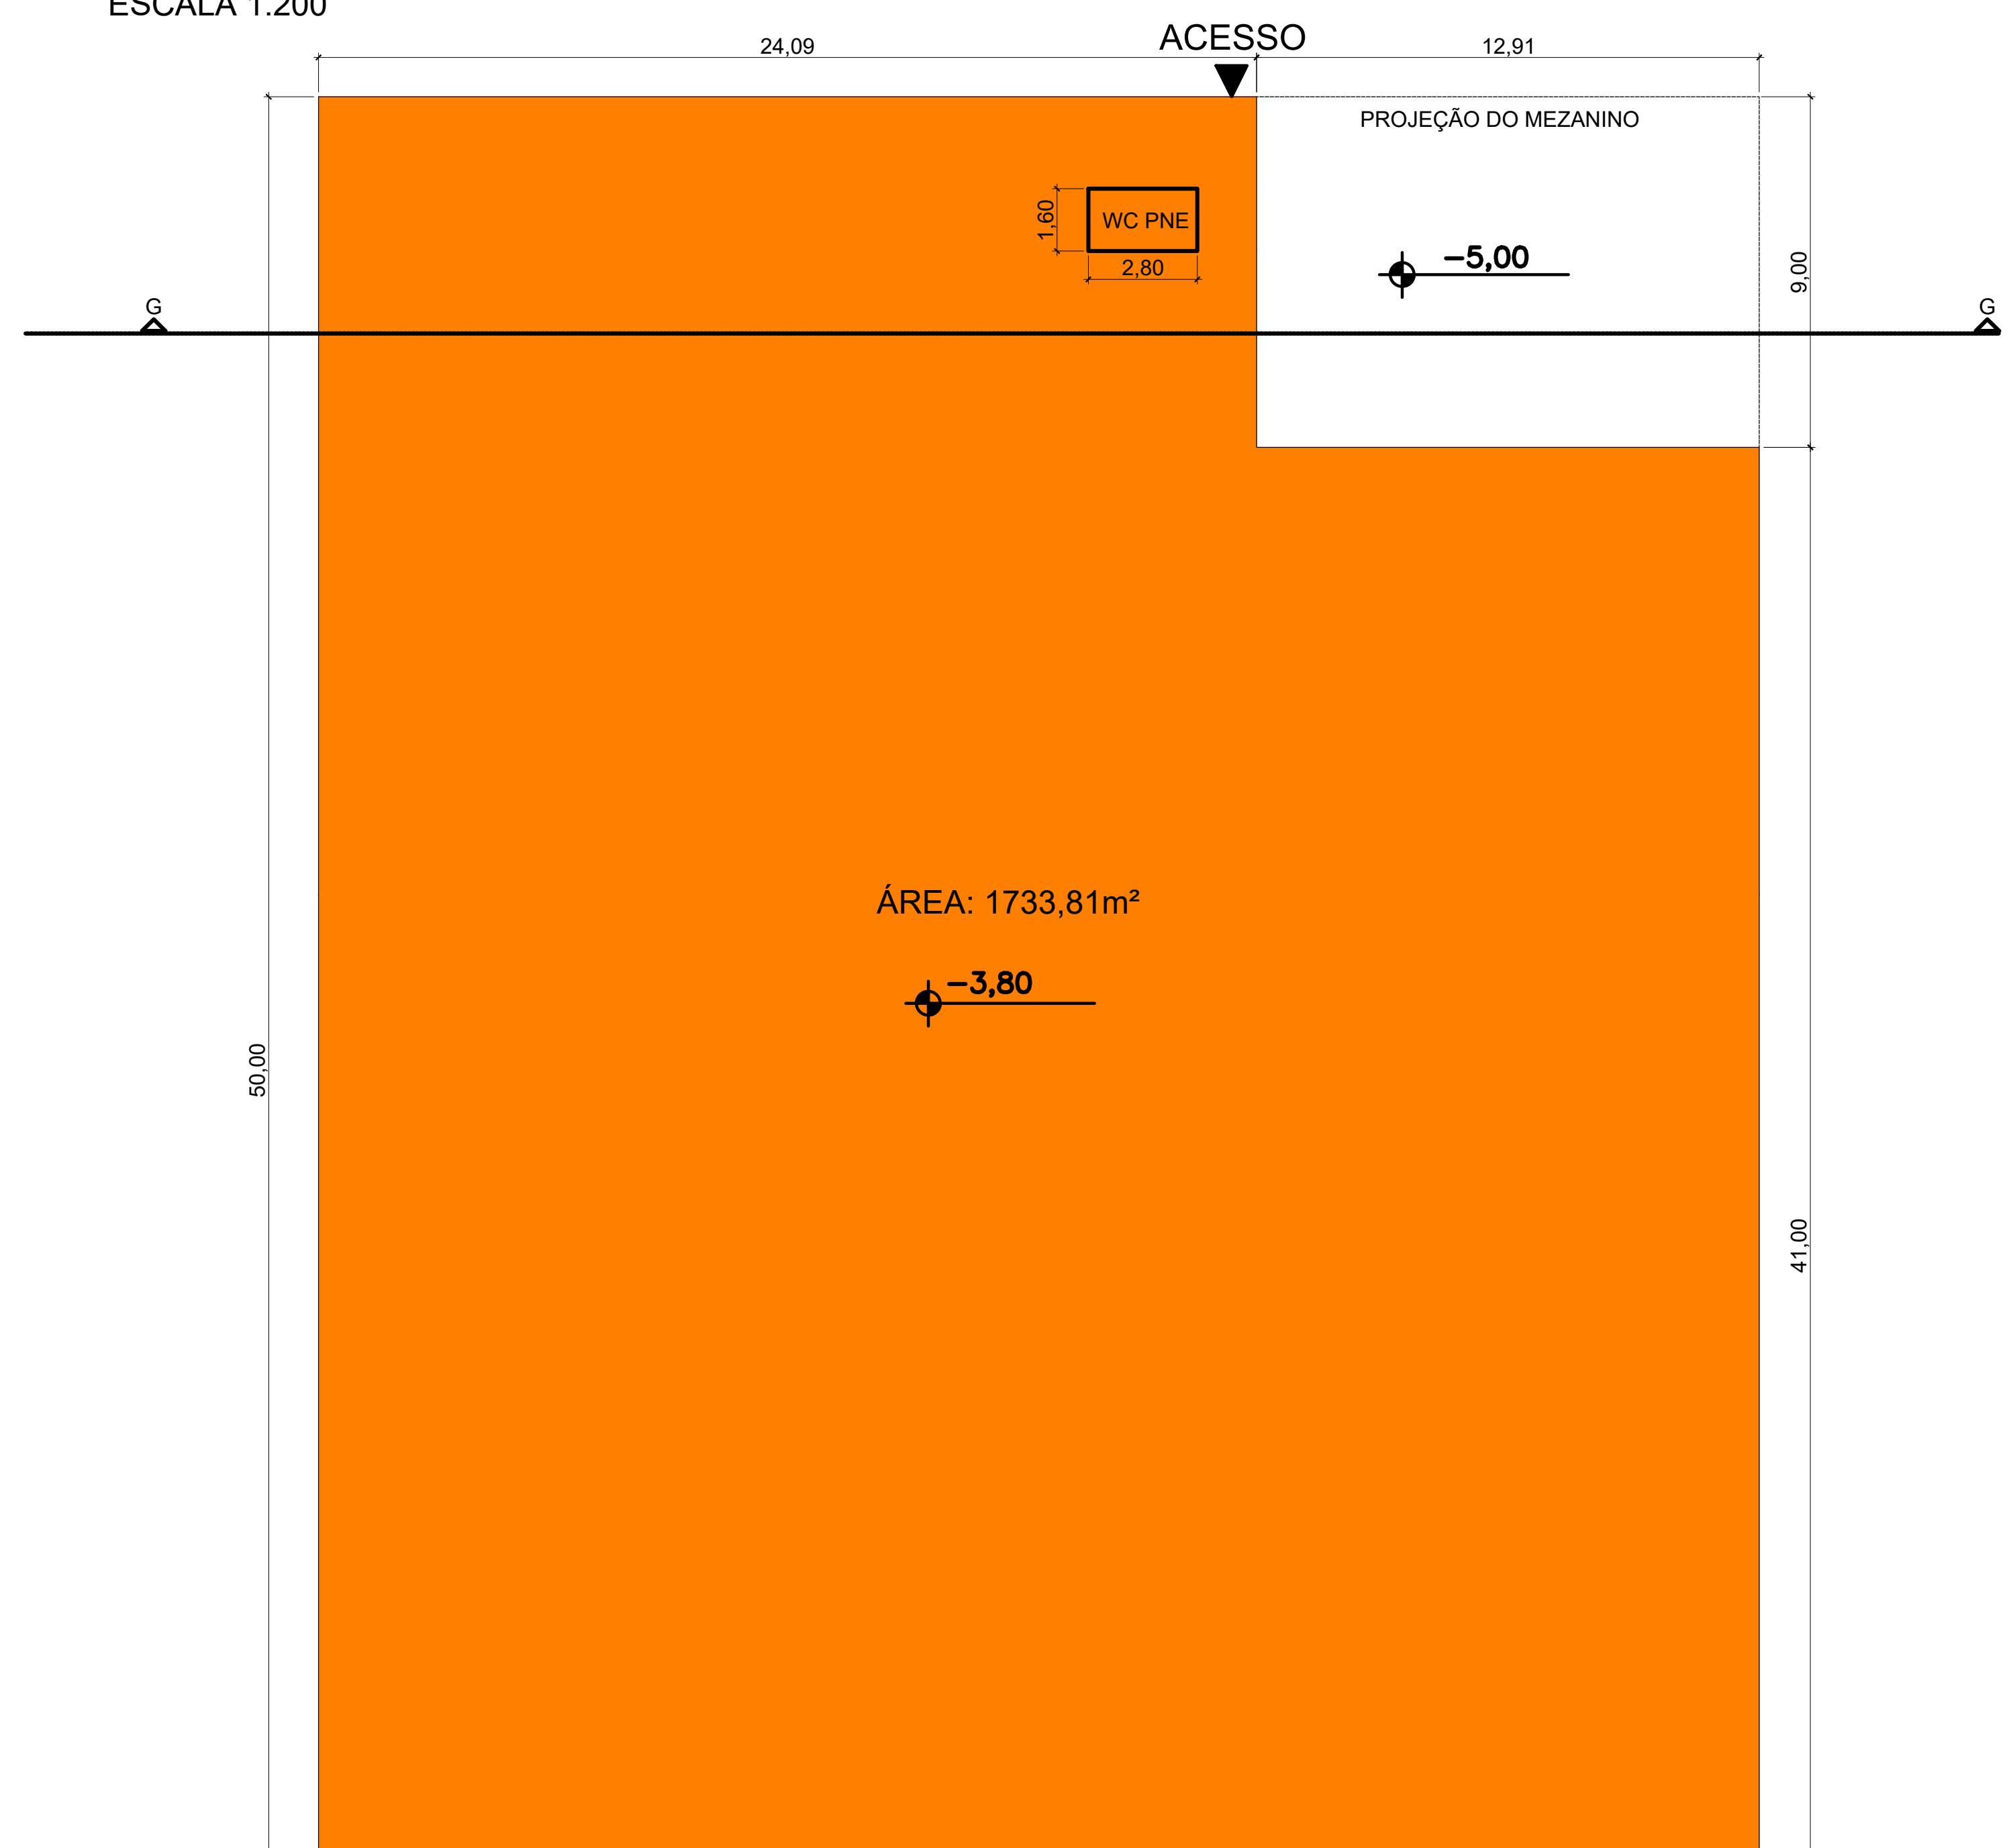 ESCALA 1.200
ACESSO
24,09
12,91
PROJEÇÃO DO MEZANINO
1,60
WC PNE
2,80
-5,00
9,00
G
G
ÁREA: 1733,81m²
-3,80
50,00
41,00